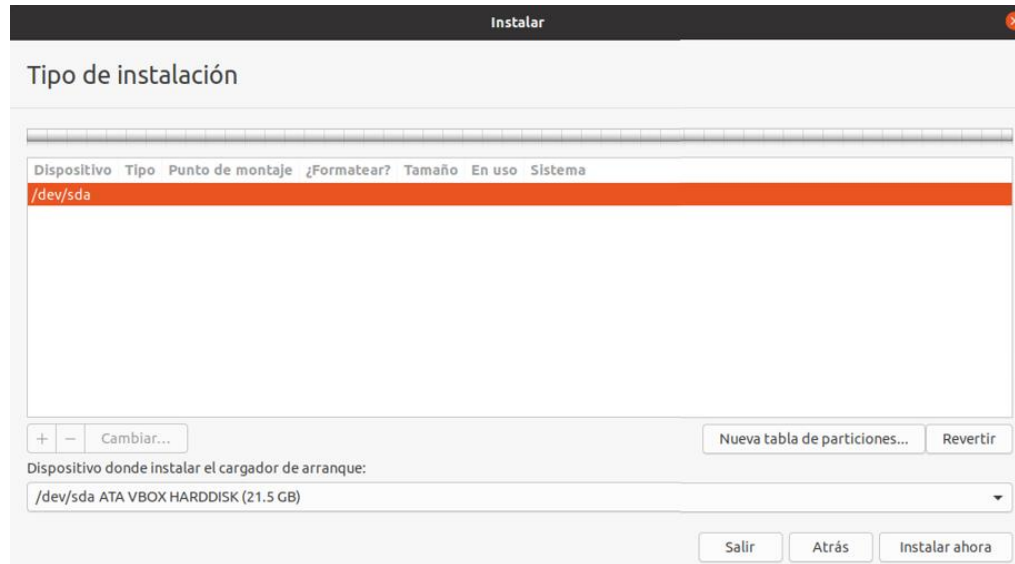 Instalar
Tipo de instalación
Dispositivo Tipo Punto de montaje ¿Formatear? Tamaño En uso Sistema
/dev/sda
+ − Cambiar... Nueva tabla de particiones... Revertir
Dispositivo donde instalar el cargador de arranque:
/dev/sda ATA VBOX HARDDISK (21.5 GB)
Salir Atrás Instalar ahora